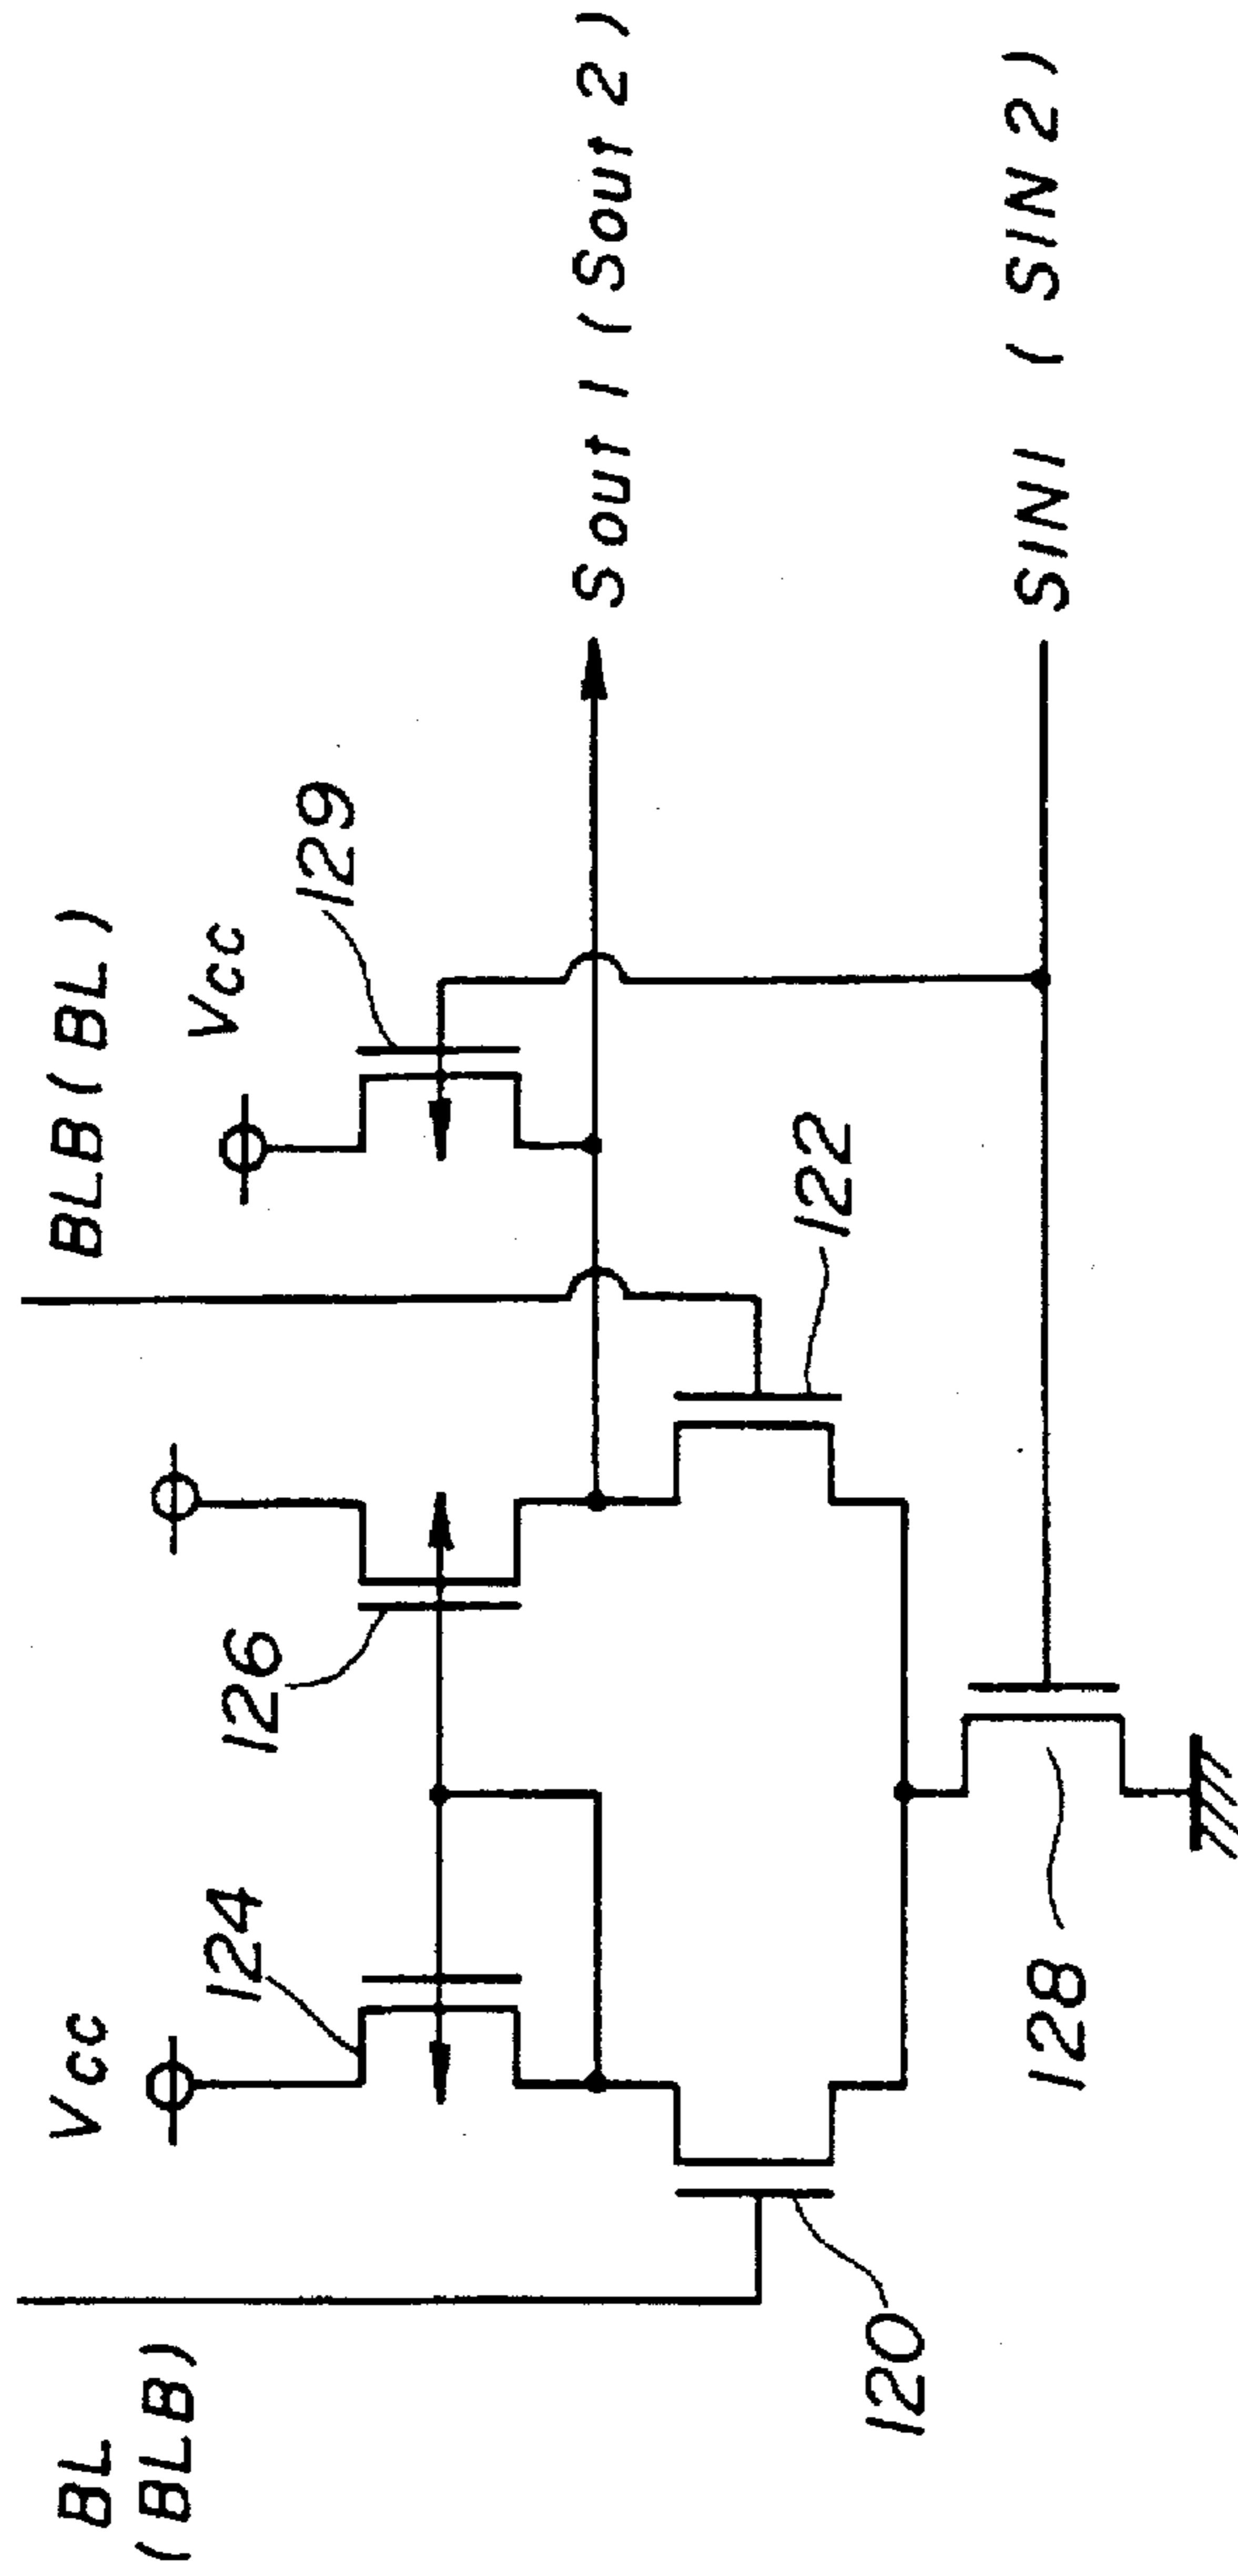 BL
(BLB)
Vcc
124
126
BLB (BL)
Vcc
129
Sout 1 (Sout 2)
122
120
128
SIN1 (SIN2)